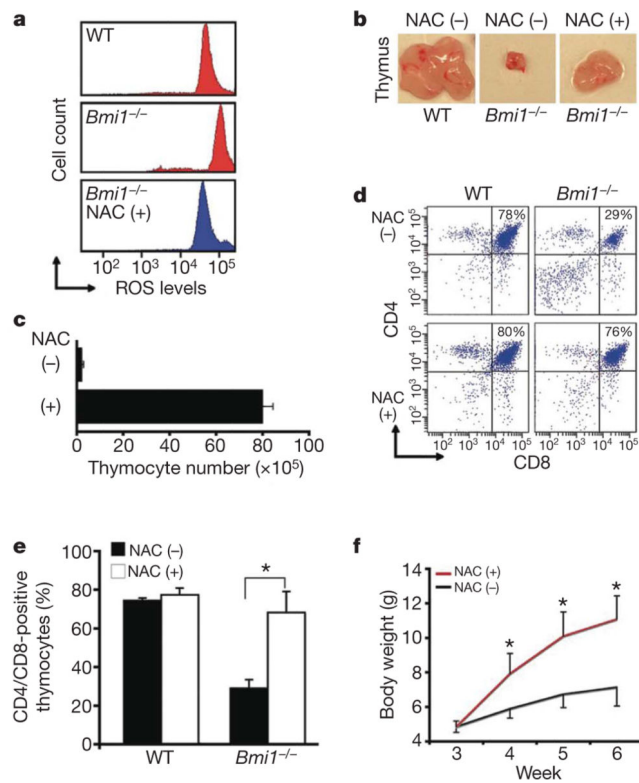 a
WT
Bmi1–/–
Bmi1–/–
NAC (+)
Cell count
10² 10³ 10⁴ 10⁵
ROS levels
b
NAC (–) NAC (–) NAC (+)
Thymus
WT Bmi1–/– Bmi1–/–
c
NAC
(–)
(+)
0 20 40 60 80 100
Thymocyte number (×10⁵)
d
WT Bmi1–/–
NAC
(–)
78% 29%
10⁵
10⁴
10³
10²
CD4
NAC
(+)
80% 76%
10⁵
10⁴
10³
10²
10² 10³ 10⁴ 10⁵ 10² 10³ 10⁴ 10⁵
CD8
e
NAC (–)
NAC (+)
*
CD4/CD8-positive
thymocytes (%)
100
80
60
40
20
0
WT Bmi1–/–
f
NAC (+)
NAC (–)
* * *
Body weight (g)
14
12
10
8
6
4
3 4 5 6
Week